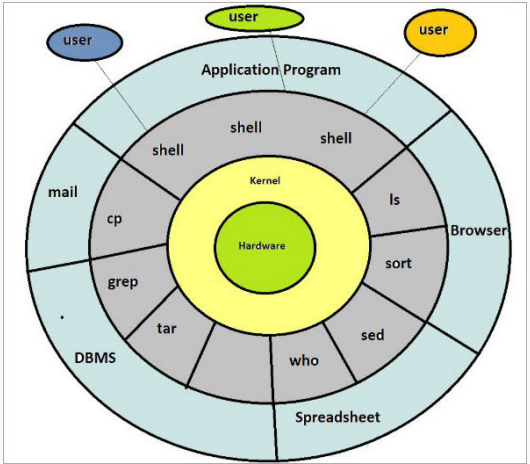 user
user
user
Application Program
shell
shell
shell
mail
Kernel
cp
ls
Browser
Hardware
grep
sort
tar
sed
who
DBMS
Spreadsheet